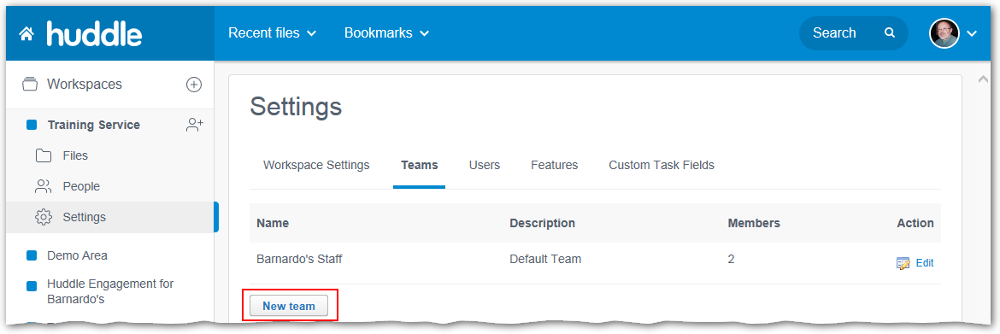 huddle
Recent files
Bookmarks
Search
Workspaces
Training Service
Files
People
Settings
Demo Area
Huddle Engagement for
Barnardo's
Settings
Workspace Settings Teams Users Features Custom Task Fields
Name Description Members Action
Barnardo's Staff Default Team 2 Edit
New team